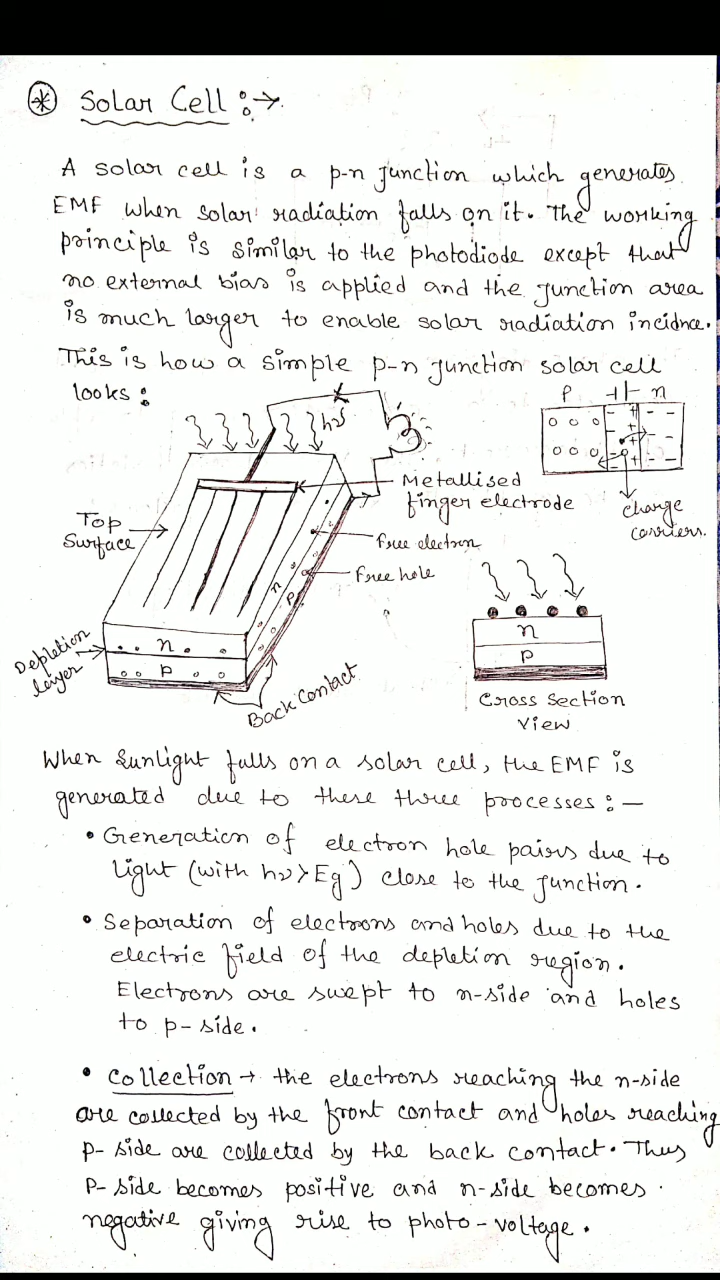 * Solar Cell :→
A solar cell is a p-n junction which generates
EMF when solar radiation falls on it. The working
principle is similar to the photodiode except that
no external bias is applied and the junction area
is much larger to enable solar radiation incidnce.
This is how a simple p-n junction solar cell
looks :
hν
P ⊣⊢ n
Metallised
finger electrode
charge
carriers.
Top
Surface
Free electron
Free hole
n
P
n
P
Depletion
layer
Back Contact
n
P
Cross Section
View
When Sunlight falls on a solar cell, the EMF is
generated due to these three processes : —
• Generation of electron hole pairs due to
light (with hν > Eg) close to the junction.
• Separation of electrons and holes due to the
electric field of the depletion region.
Electrons are swept to n-side and holes
to p-side.
• Collection → the electrons reaching the n-side
are collected by the front contact and holes reaching
p-side are collected by the back contact. Thus
P-side becomes positive and n-side becomes
negative giving rise to photo-voltage.